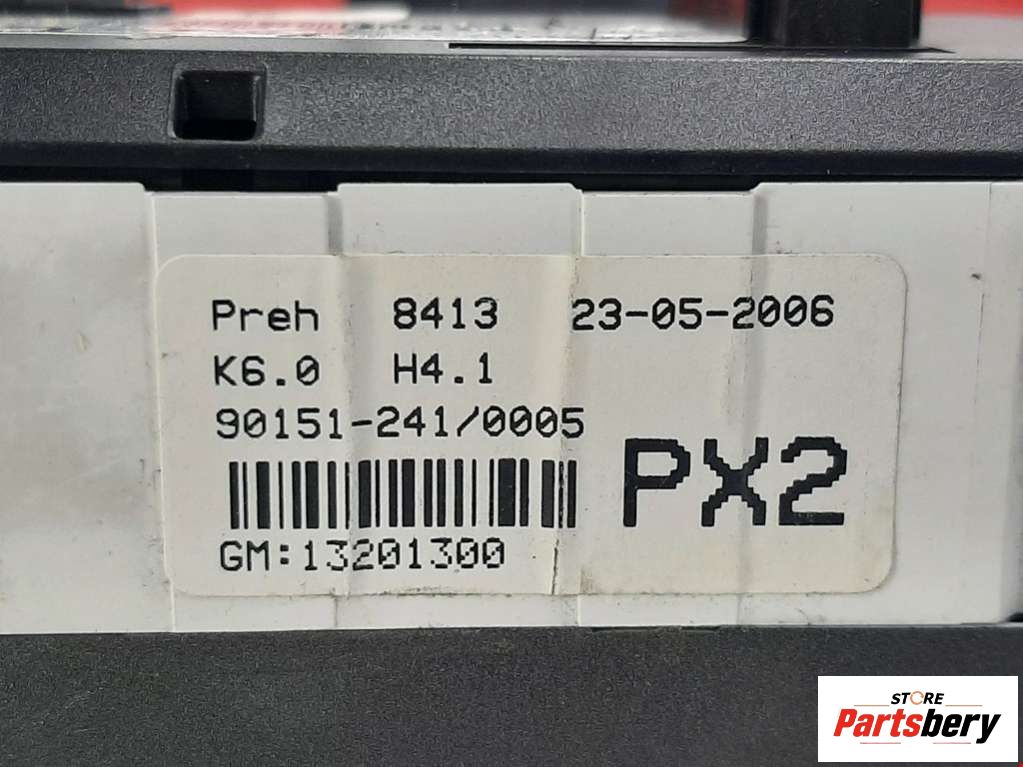 Preh 8413 23-05-2006
K6.0 H4.1
90151-241/0005
PX2
GM:13201300
STORE
Partsbery